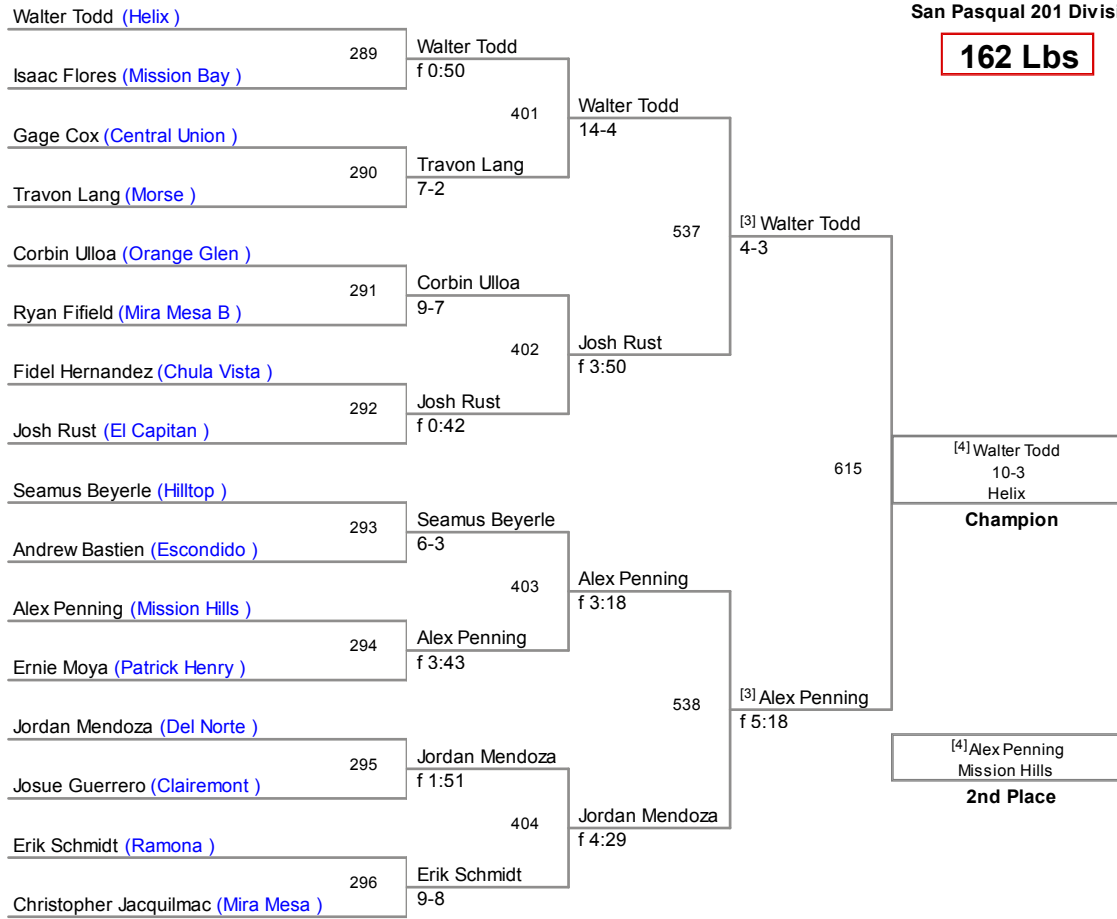 San Pasqual 201 Divisi
162 Lbs
Walter Todd (Helix )
289
Isaac Flores (Mission Bay )
Walter Todd
f 0:50
Gage Cox (Central Union )
290
Travon Lang (Morse )
Travon Lang
7-2
401
Walter Todd
14-4
Corbin Ulloa (Orange Glen )
291
Ryan Fifield (Mira Mesa B )
Corbin Ulloa
9-7
Fidel Hernandez (Chula Vista )
292
Josh Rust (El Capitan )
Josh Rust
f 0:42
402
Josh Rust
f 3:50
537
[3] Walter Todd
4-3
Seamus Beyerle (Hilltop )
293
Andrew Bastien (Escondido )
Seamus Beyerle
6-3
Alex Penning (Mission Hills )
294
Ernie Moya (Patrick Henry )
Alex Penning
f 3:43
403
Alex Penning
f 3:18
Jordan Mendoza (Del Norte )
295
Josue Guerrero (Clairemont )
Jordan Mendoza
f 1:51
Erik Schmidt (Ramona )
296
Christopher Jacquilmac (Mira Mesa )
Erik Schmidt
9-8
404
Jordan Mendoza
f 4:29
538
[3] Alex Penning
f 5:18
615
[4] Walter Todd
10-3
Helix
Champion
[4] Alex Penning
Mission Hills
2nd Place